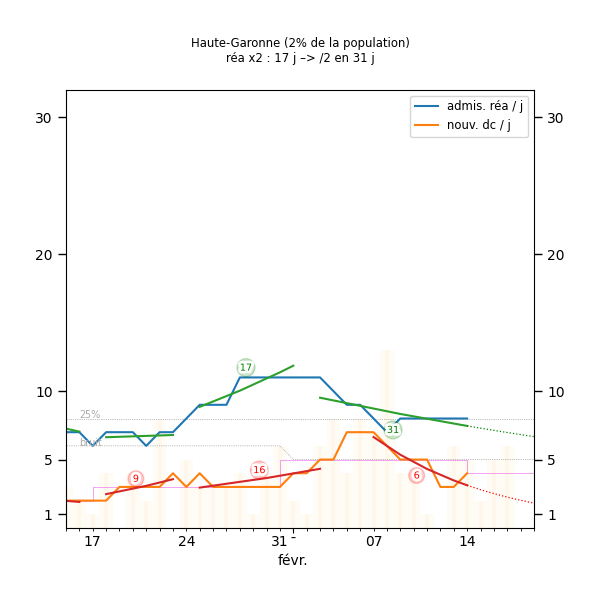 Haute-Garonne (2% de la population)
réa x2 : 17 j –> /2 en 31 j
admis. réa / j
nouv. dc / j
30 30
20 20
17
10 10
25%
31
brut
5 5
16
9 6
1 1
17 24 31 - 07 14
févr.